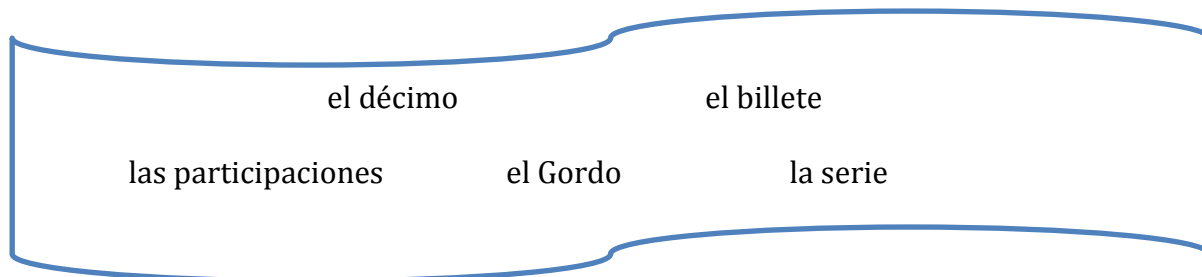 el décimo el billete
las participaciones el Gordo la serie